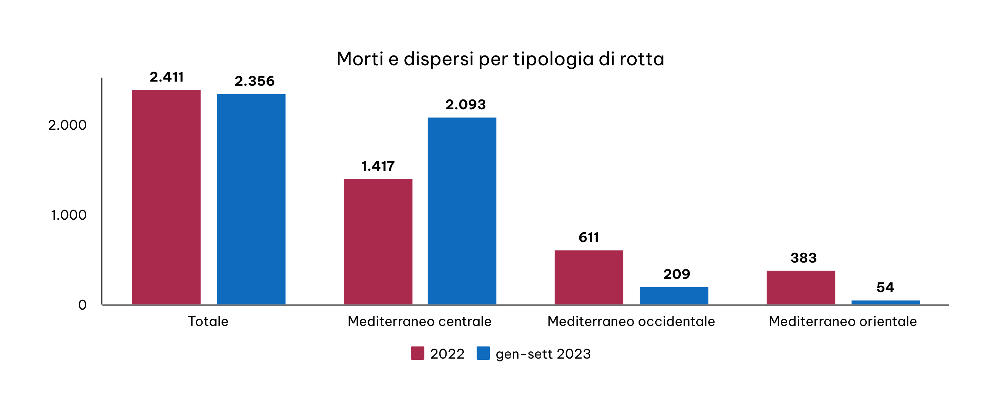 Morti e dispersi per tipologia di rotta
2.411
2.356
2.093
1.417
611
209
383
54
2.000
1.000
0
Totale
Mediterraneo centrale
Mediterraneo occidentale
Mediterraneo orientale
2022
gen-sett 2023